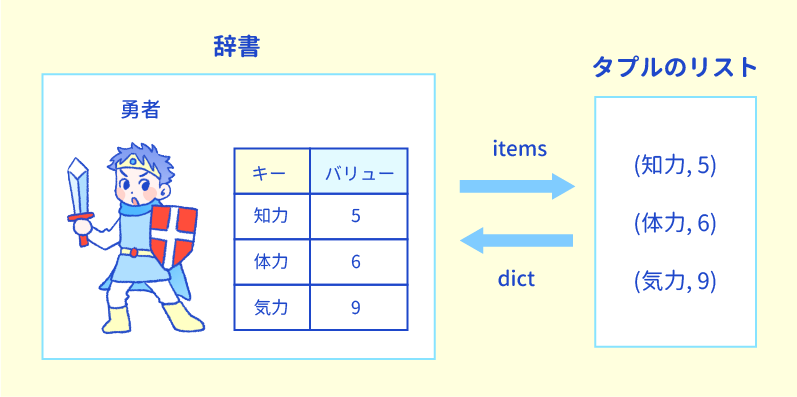 辞書
勇者
キー バリュー
知力 5
体力 6
気力 9
items
dict
タプルのリスト
(知力, 5)
(体力, 6)
(気力, 9)